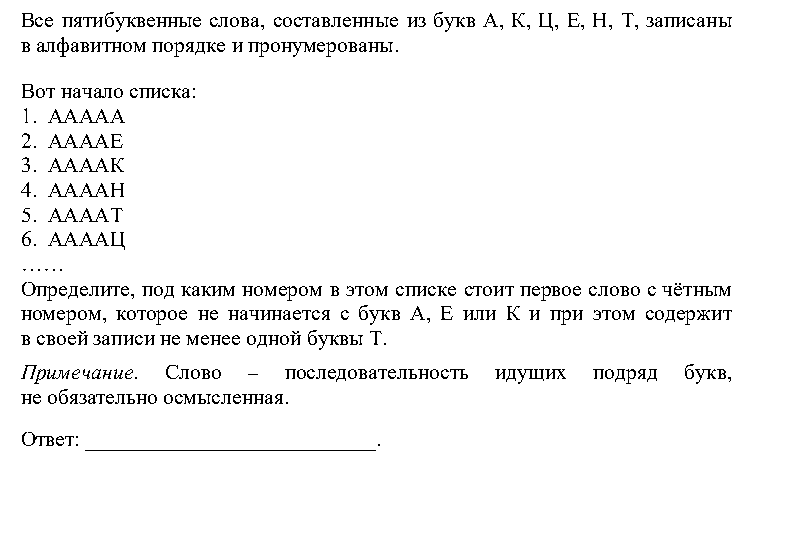 Все пятибуквенные слова, составленные из букв А, К, Ц, Е, Н, Т, записаны
в алфавитном порядке и пронумерованы.
Вот начало списка:
1. ААААА
2. ААААЕ
3. ААААК
4. ААААН
5. ААААТ
6. ААААЦ
……
Определите, под каким номером в этом списке стоит первое слово с чётным
номером, которое не начинается с букв А, Е или К и при этом содержит
в своей записи не менее одной буквы Т.
Примечание. Слово – последовательность идущих подряд букв,
не обязательно осмысленная.
Ответ: ___________________________.